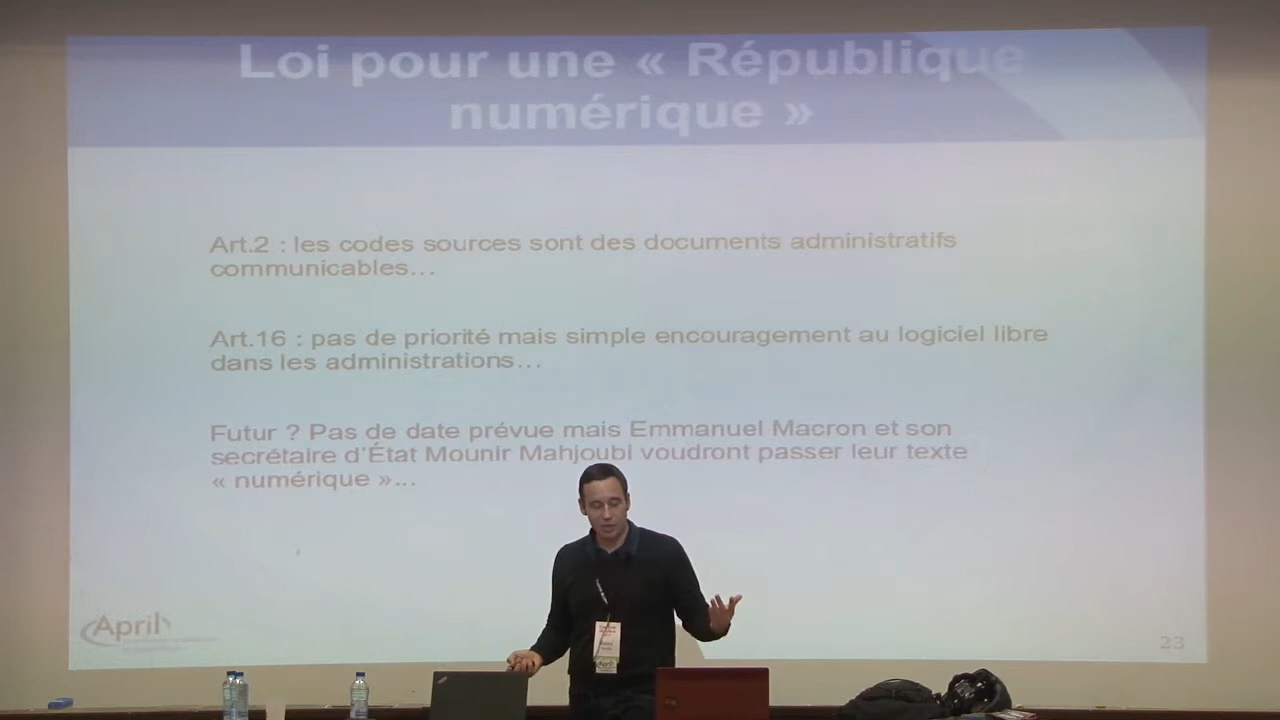 Loi pour une « République
numérique »
Art.2 : les codes sources sont des documents administratifs
communicables…
Art.16 : pas de priorité mais simple encouragement au logiciel libre
dans les administrations…
Futur ? Pas de date prévue mais Emmanuel Macron et son
secrétaire d'État Mounir Mahjoubi voudront passer leur texte
« numérique »...
April
23
April